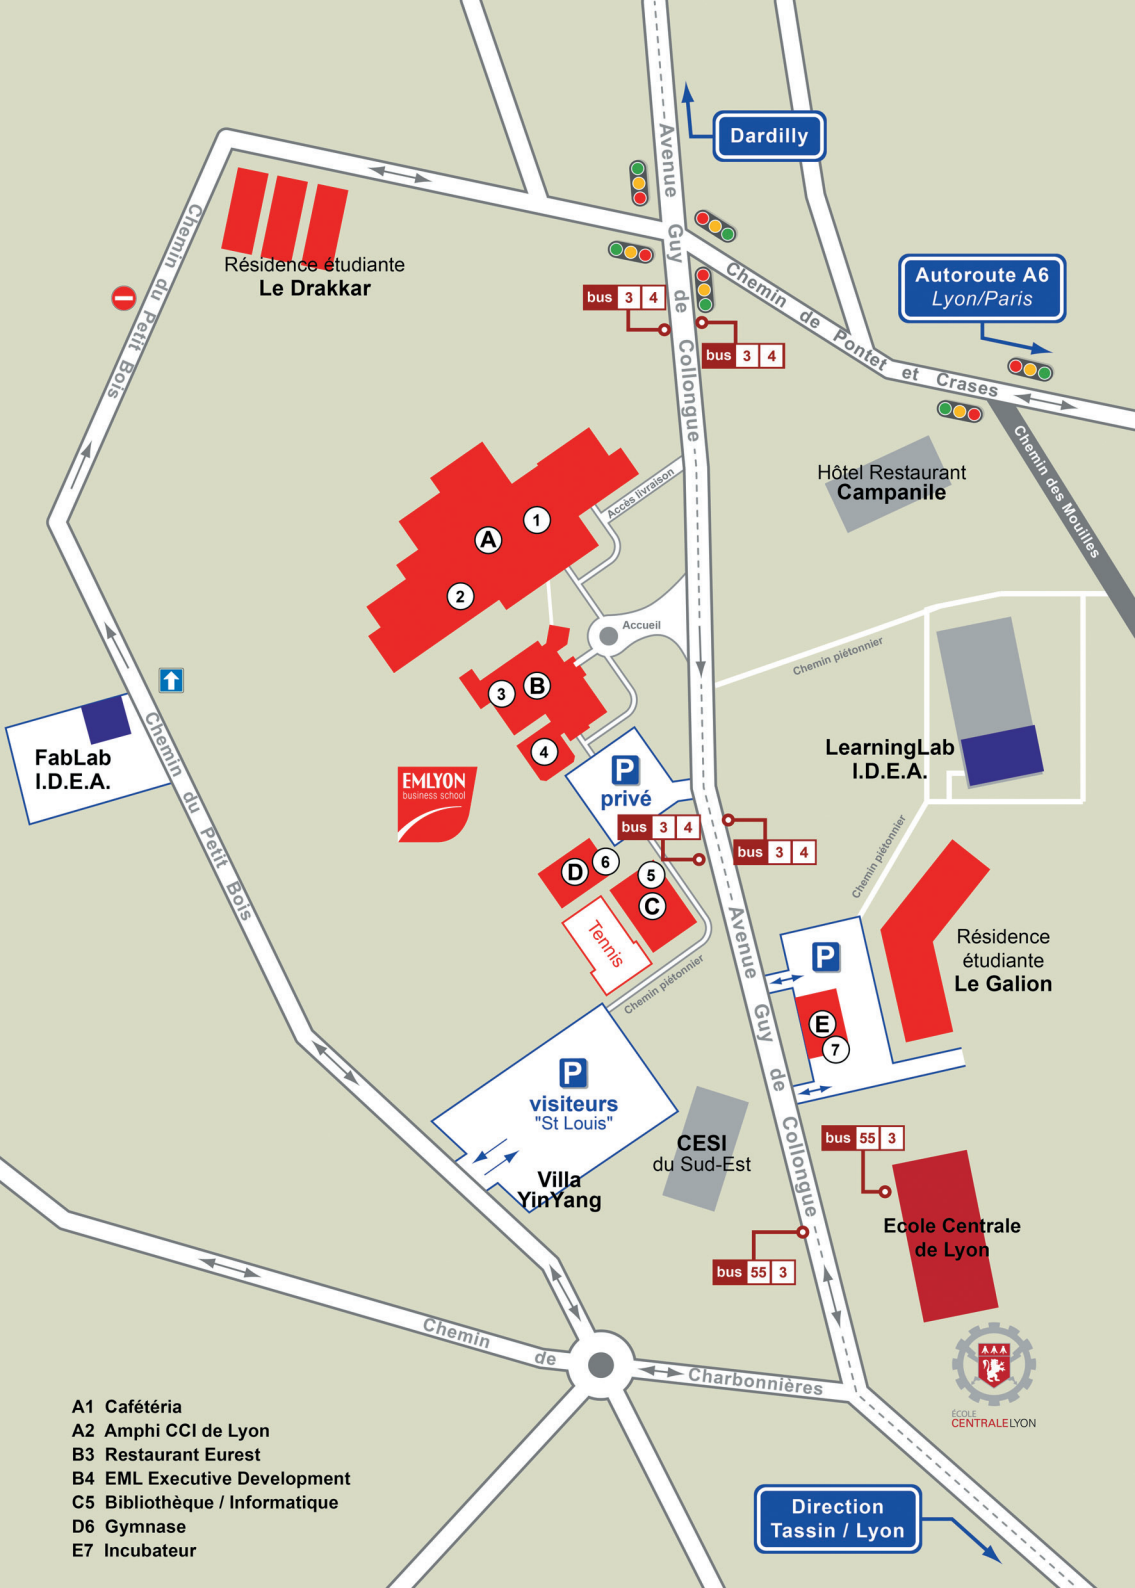 Dardilly
Autoroute A6
Lyon/Paris
Avenue Guy de Collongue
Chemin de Pontet et Crases
Chemin du Petit Bois
Résidence étudiante
Le Drakkar
bus 3 4
bus 3 4
Chemin des Mouilles
Hôtel Restaurant
Campanile
Accès livraison
1
A
2
Accueil
Chemin piétonnier
3
B
4
FabLab
I.D.E.A.
LearningLab
I.D.E.A.
EMLYON
business school
P
privé
bus 3 4
bus 3 4
Chemin du Petit Bois
D
6
5
C
Tennis
Chemin piétonnier
Chemin piétonnier
Avenue Guy de Collongue
P
Résidence
étudiante
Le Galion
E
7
P
visiteurs
"St Louis"
Villa
YinYang
CESI
du Sud-Est
bus 55 3
Ecole Centrale
de Lyon
bus 55 3
Chemin de Charbonnières
ÉCOLE
CENTRALELYON
A1 Cafétéria
A2 Amphi CCI de Lyon
B3 Restaurant Eurest
B4 EML Executive Development
C5 Bibliothèque / Informatique
D6 Gymnase
E7 Incubateur
Direction
Tassin / Lyon